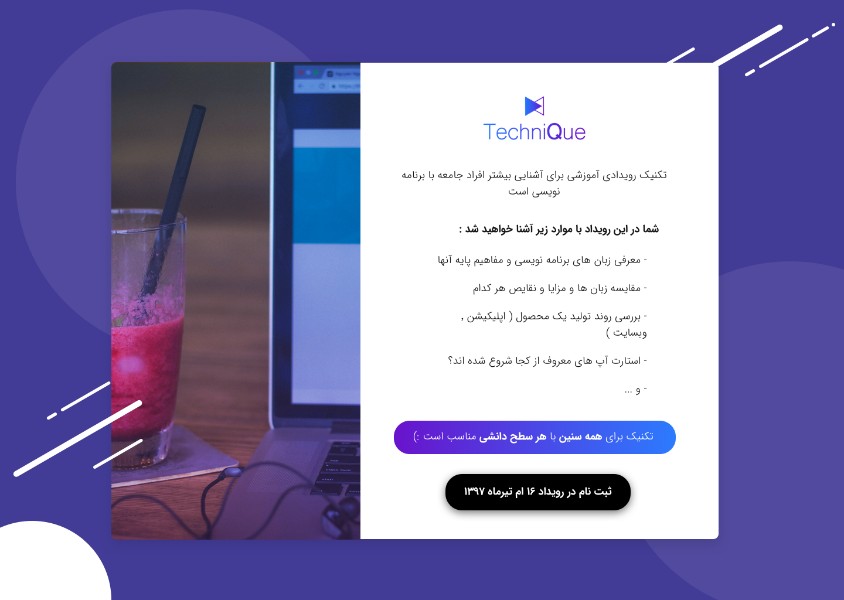 TechniQue
تکنیک رویدادی آموزشی برای آشنایی بیشتر افراد جامعه با برنامه
نویسی است
شما در این رویداد با موارد زیر آشنا خواهید شد :
- معرفی زبان های برنامه نویسی و مفاهیم پایه آنها
- مقایسه زبان ها و مزایا و نقایص هر کدام
- بررسی روند تولید یک محصول ( اپلیکیشن ,
وبسایت )
- استارت آپ های معروف از کجا شروع شده اند؟
- و ...
تکنیک برای همه سنین با هر سطح دانشی مناسب است :)
ثبت نام در رویداد ۱۶ ام تیرماه ۱۳۹۷